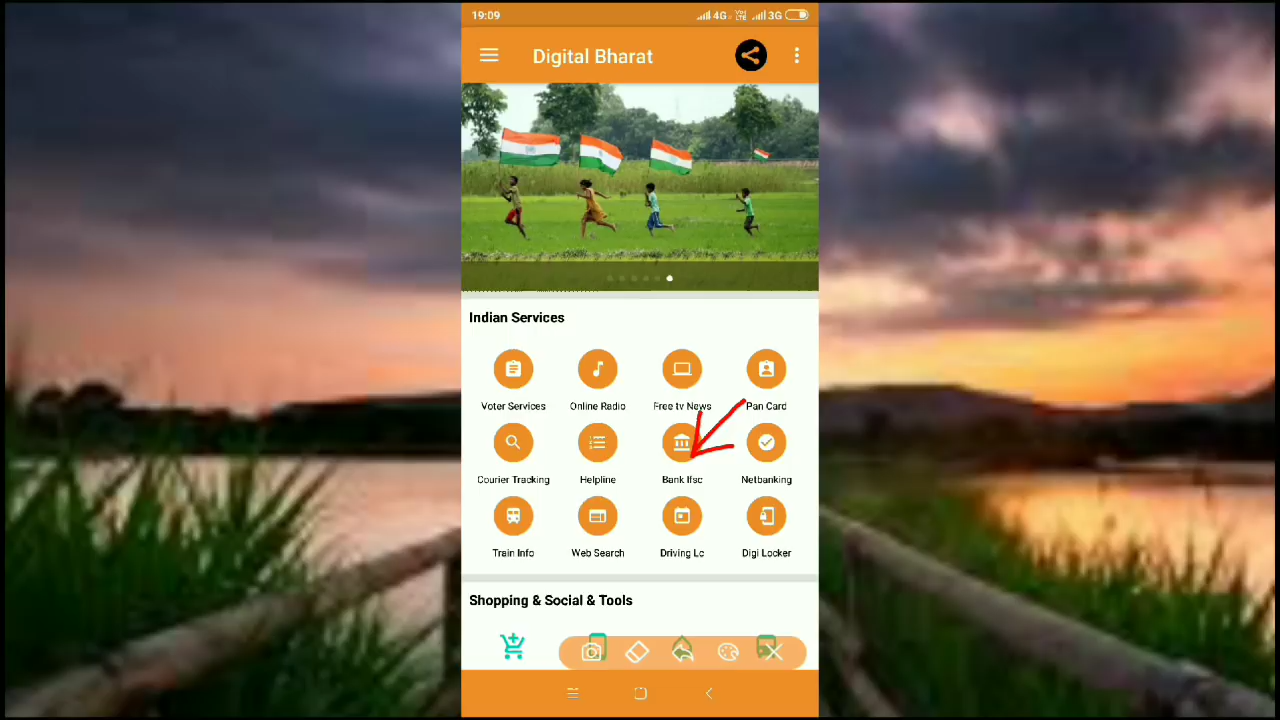 19:09
4G
VoLTE
3G
Digital Bharat
Indian Services
Voter Services
Online Radio
Free tv News
Pan Card
Courier Tracking
Helpline
Bank Ifsc
Netbanking
Train Info
Web Search
Driving Lc
Digi Locker
Shopping & Social & Tools